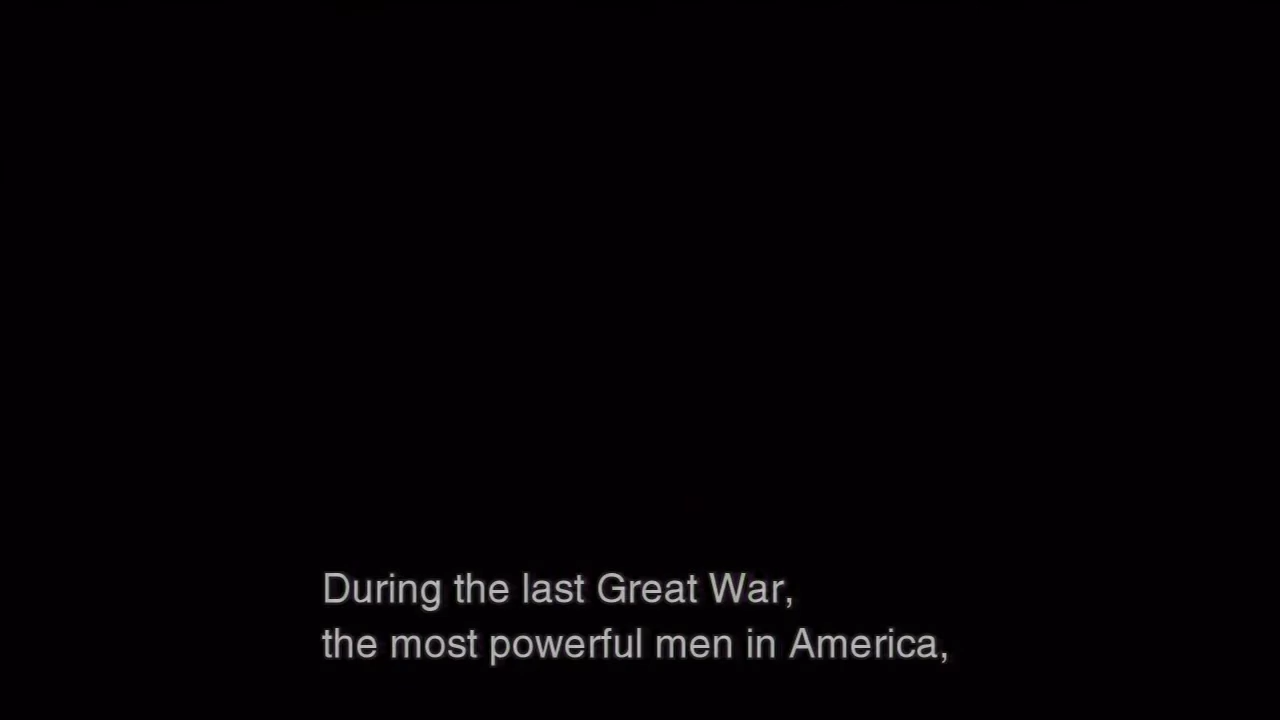 During the last Great War,
the most powerful men in America,